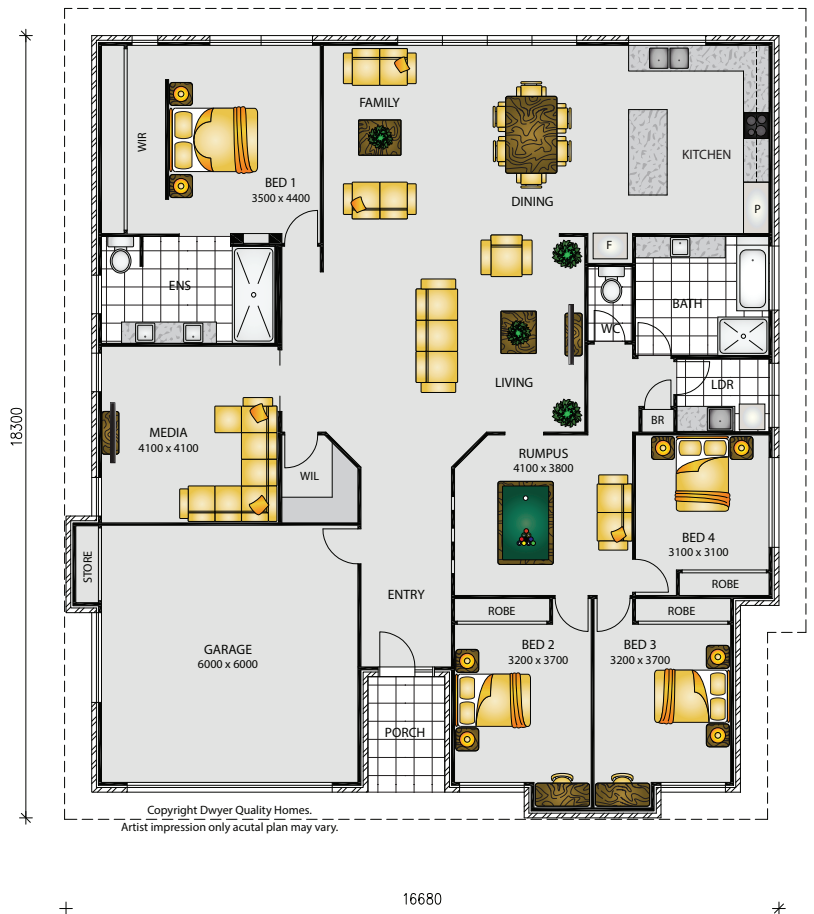 FAMILY
WIR
BED 1
3500 x 4400
KITCHEN
DINING
P
F
ENS
BATH
WC
LIVING
LDR
BR
18300
MEDIA
4100 x 4100
WIL
RUMPUS
4100 x 3800
BED 4
3100 x 3100
STORE
ROBE
ENTRY
ROBE
ROBE
GARAGE
6000 x 6000
BED 2
3200 x 3700
BED 3
3200 x 3700
PORCH
Copyright Dwyer Quality Homes.
Artist impression only acutal plan may vary.
16680